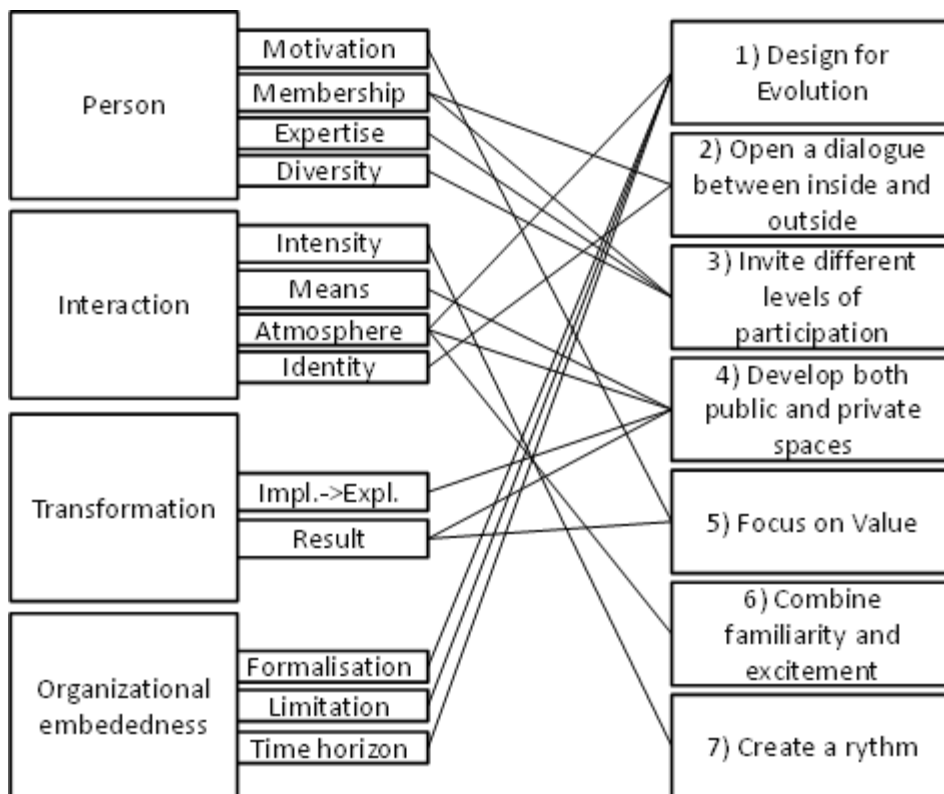 Person
Motivation
Membership
Expertise
Diversity
Interaction
Intensity
Means
Atmosphere
Identity
Transformation
Impl.->Expl.
Result
Organizational
embededness
Formalisation
Limitation
Time horizon
1) Design for
Evolution
2) Open a dialogue
between inside and
outside
3) Invite different
levels of
participation
4) Develop both
public and private
spaces
5) Focus on Value
6) Combine
familiarity and
excitement
7) Create a rythm